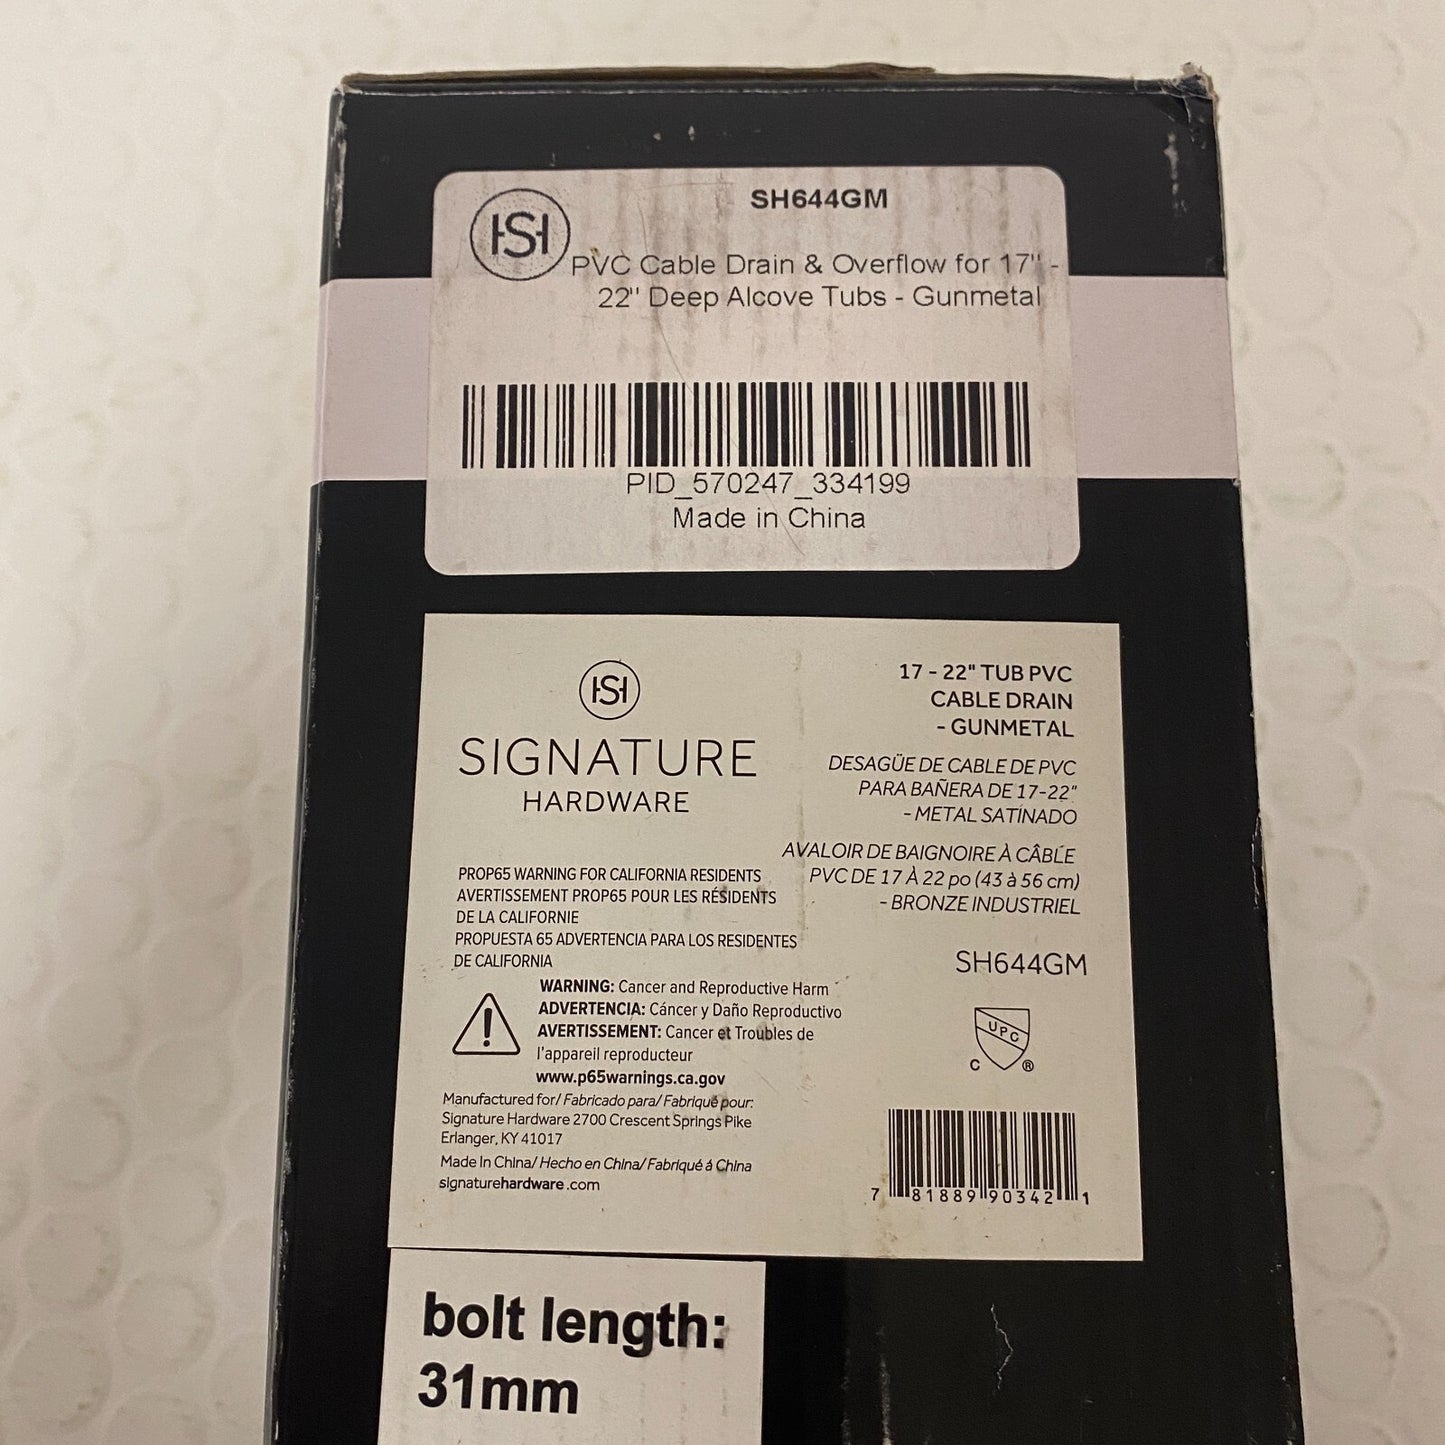 SH644GM
HSH
PVC Cable Drain & Overflow for 17" -
22" Deep Alcove Tubs - Gunmetal
PID_570247_334199
Made in China
HSH
SIGNATURE
HARDWARE
17 - 22" TUB PVC
CABLE DRAIN
- GUNMETAL
DESAGÜE DE CABLE DE PVC
PARA BAÑERA DE 17-22"
- METAL SATINADO
AVALOIR DE BAIGNOIRE À CÂBLE
PVC DE 17 À 22 po (43 à 56 cm)
- BRONZE INDUSTRIEL
SH644GM
PROP65 WARNING FOR CALIFORNIA RESIDENTS
AVERTISSEMENT PROP65 POUR LES RÉSIDENTS
DE LA CALIFORNIE
PROPUESTA 65 ADVERTENCIA PARA LOS RESIDENTES
DE CALIFORNIA
WARNING: Cancer and Reproductive Harm
ADVERTENCIA: Cáncer y Daño Reproductivo
AVERTISSEMENT: Cancer et Troubles de
l'appareil reproducteur
www.p65warnings.ca.gov
Manufactured for/ Fabricado para/ Fabriqué pour:
Signature Hardware 2700 Crescent Springs Pike
Erlanger, KY 41017
Made In China/ Hecho en China/ Fabriqué á China
signaturehardware.com
UPC
C ®
7 81889 90342 1
bolt length:
31mm